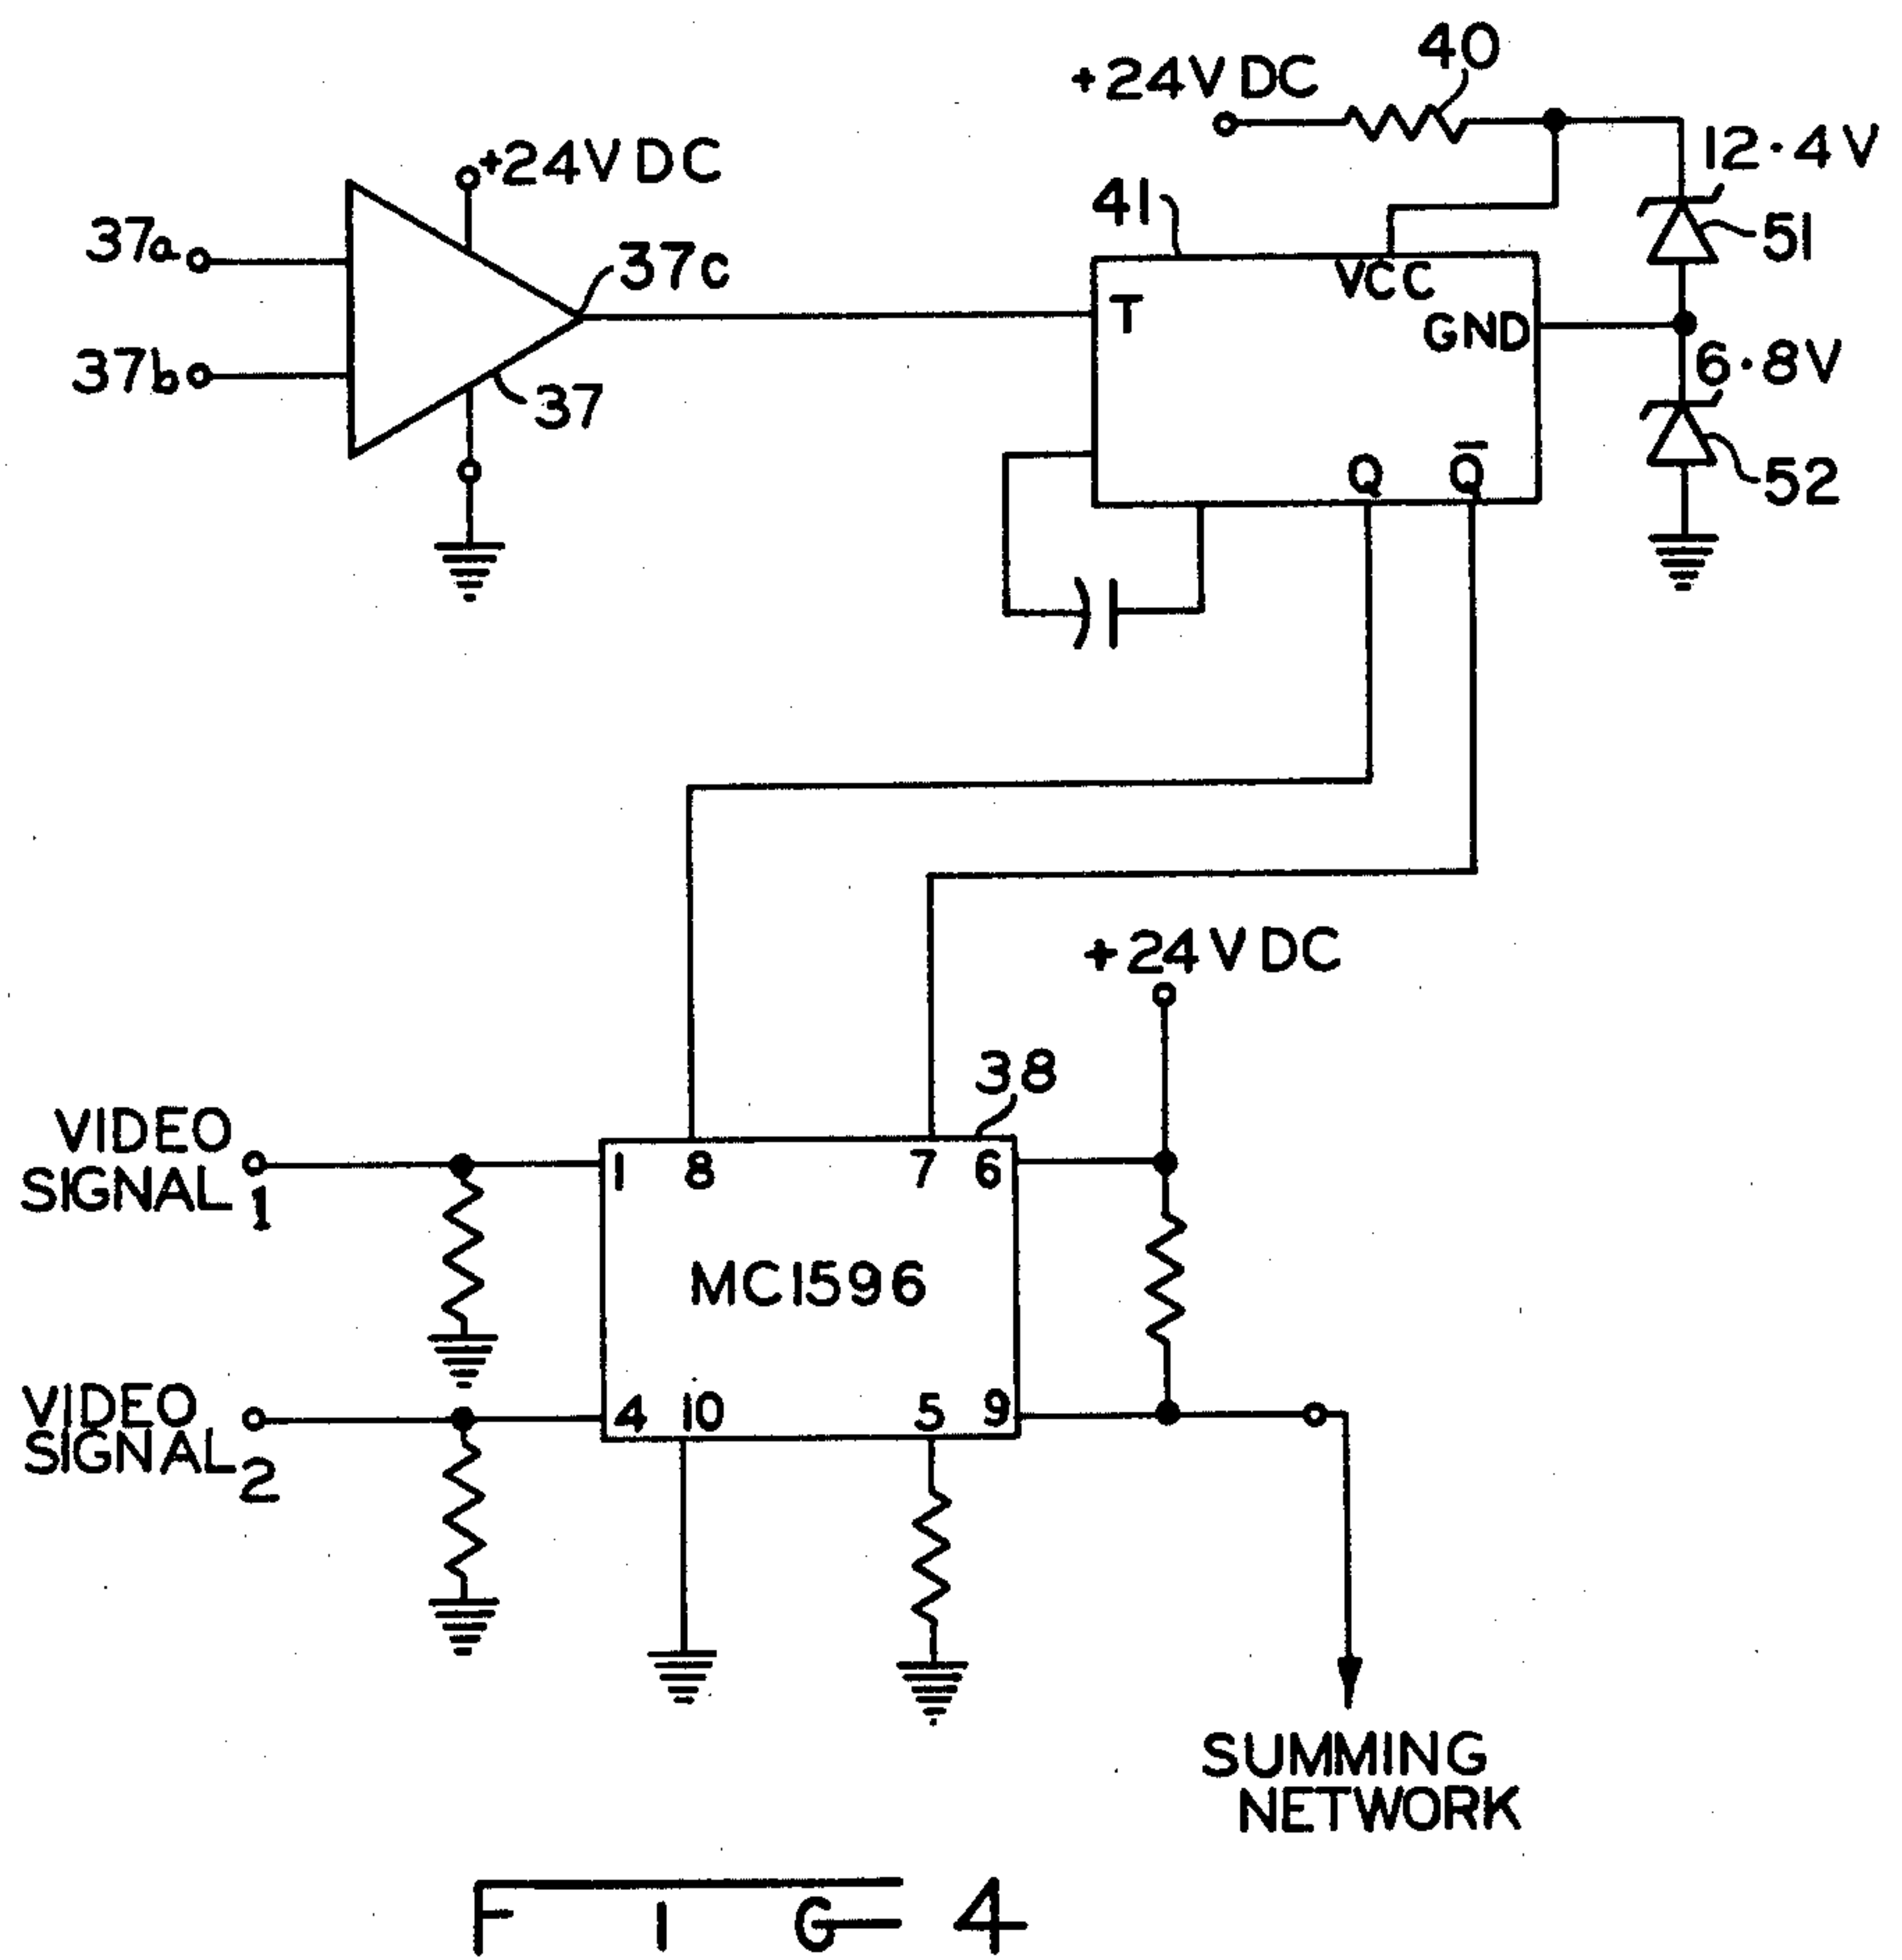 40
+24V DC
+24V DC
12.4V
41
37a
37c
51
VCC
T
GND
37b
6.8V
37
Q
Q̅
52
+24V DC
38
VIDEO
SIGNAL 1
1
8
7
6
MC1596
VIDEO
SIGNAL 2
4
10
5
9
SUMMING
NETWORK
FIG 4